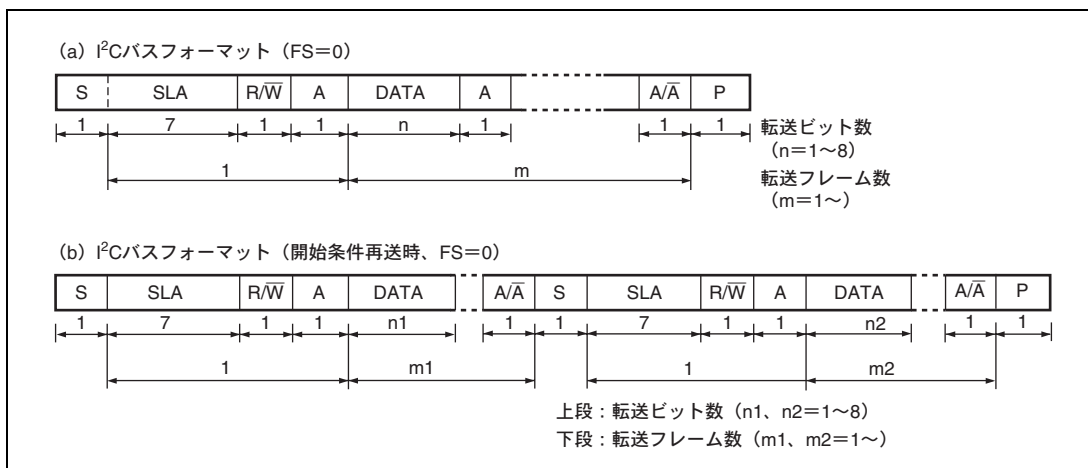 (a) I²Cバスフォーマット（FS=0）
S SLA R/W̅ A DATA A A/A̅ P
1 7 1 1 n 1 1 1 転送ビット数
（n=1～8）
1 m 転送フレーム数
（m=1～）
(b) I²Cバスフォーマット（開始条件再送時、FS=0）
S SLA R/W̅ A DATA A/A̅ S SLA R/W̅ A DATA A/A̅ P
1 7 1 1 n1 1 1 7 1 1 n2 1 1
1 m1 1 m2
上段：転送ビット数（n1、n2=1～8）
下段：転送フレーム数（m1、m2=1～）